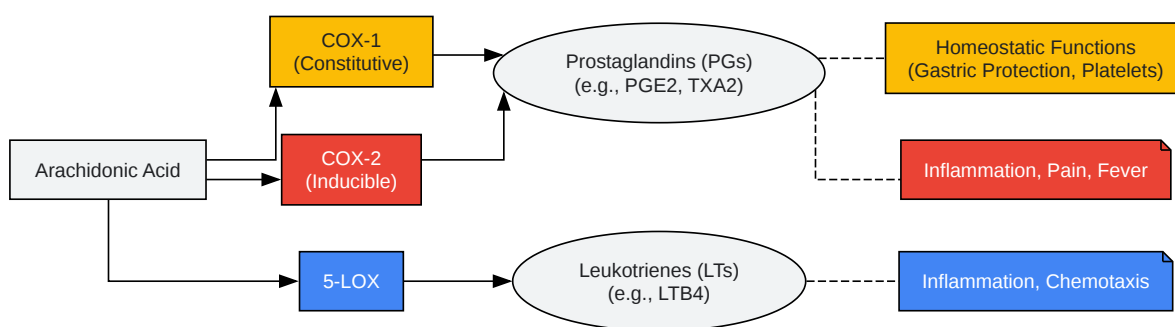 COX-1
(Constitutive)
Prostaglandins (PGs)
(e.g., PGE2, TXA2)
Homeostatic Functions
(Gastric Protection, Platelets)
Arachidonic Acid
COX-2
(Inducible)
Inflammation, Pain, Fever
5-LOX
Leukotrienes (LTs)
(e.g., LTB4)
Inflammation, Chemotaxis